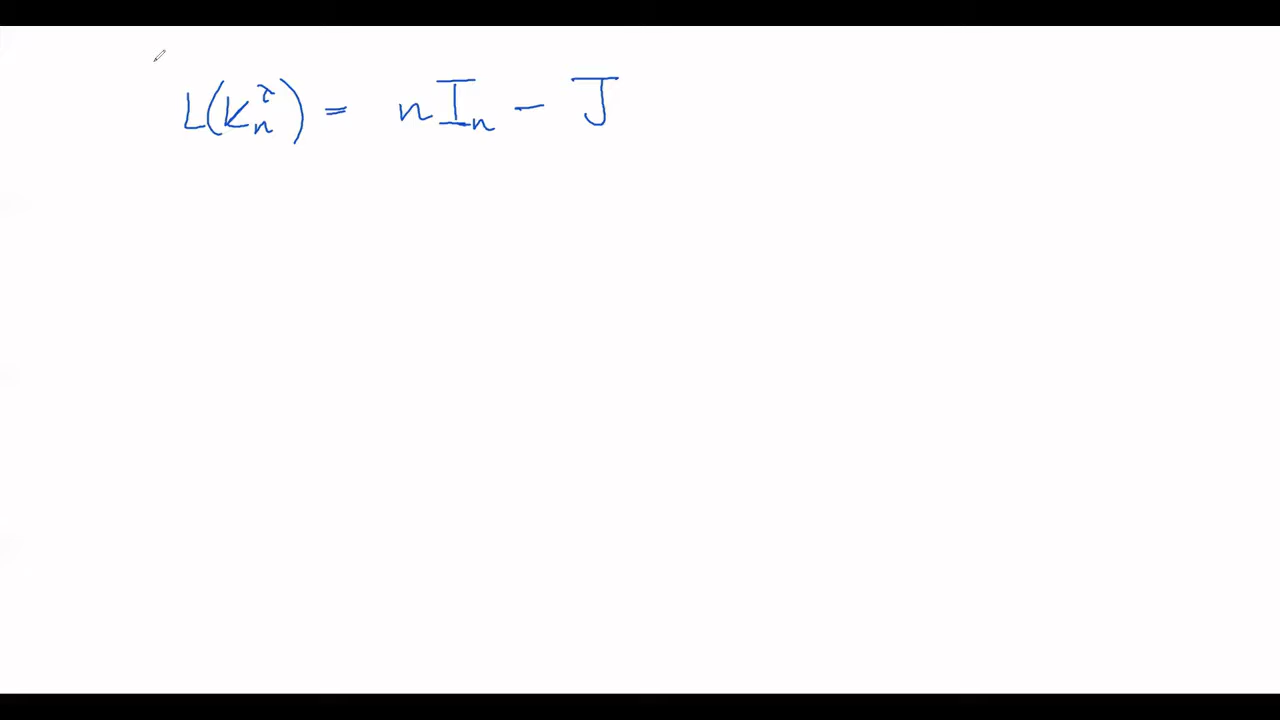 L(K_n^τ) = nI_n - J